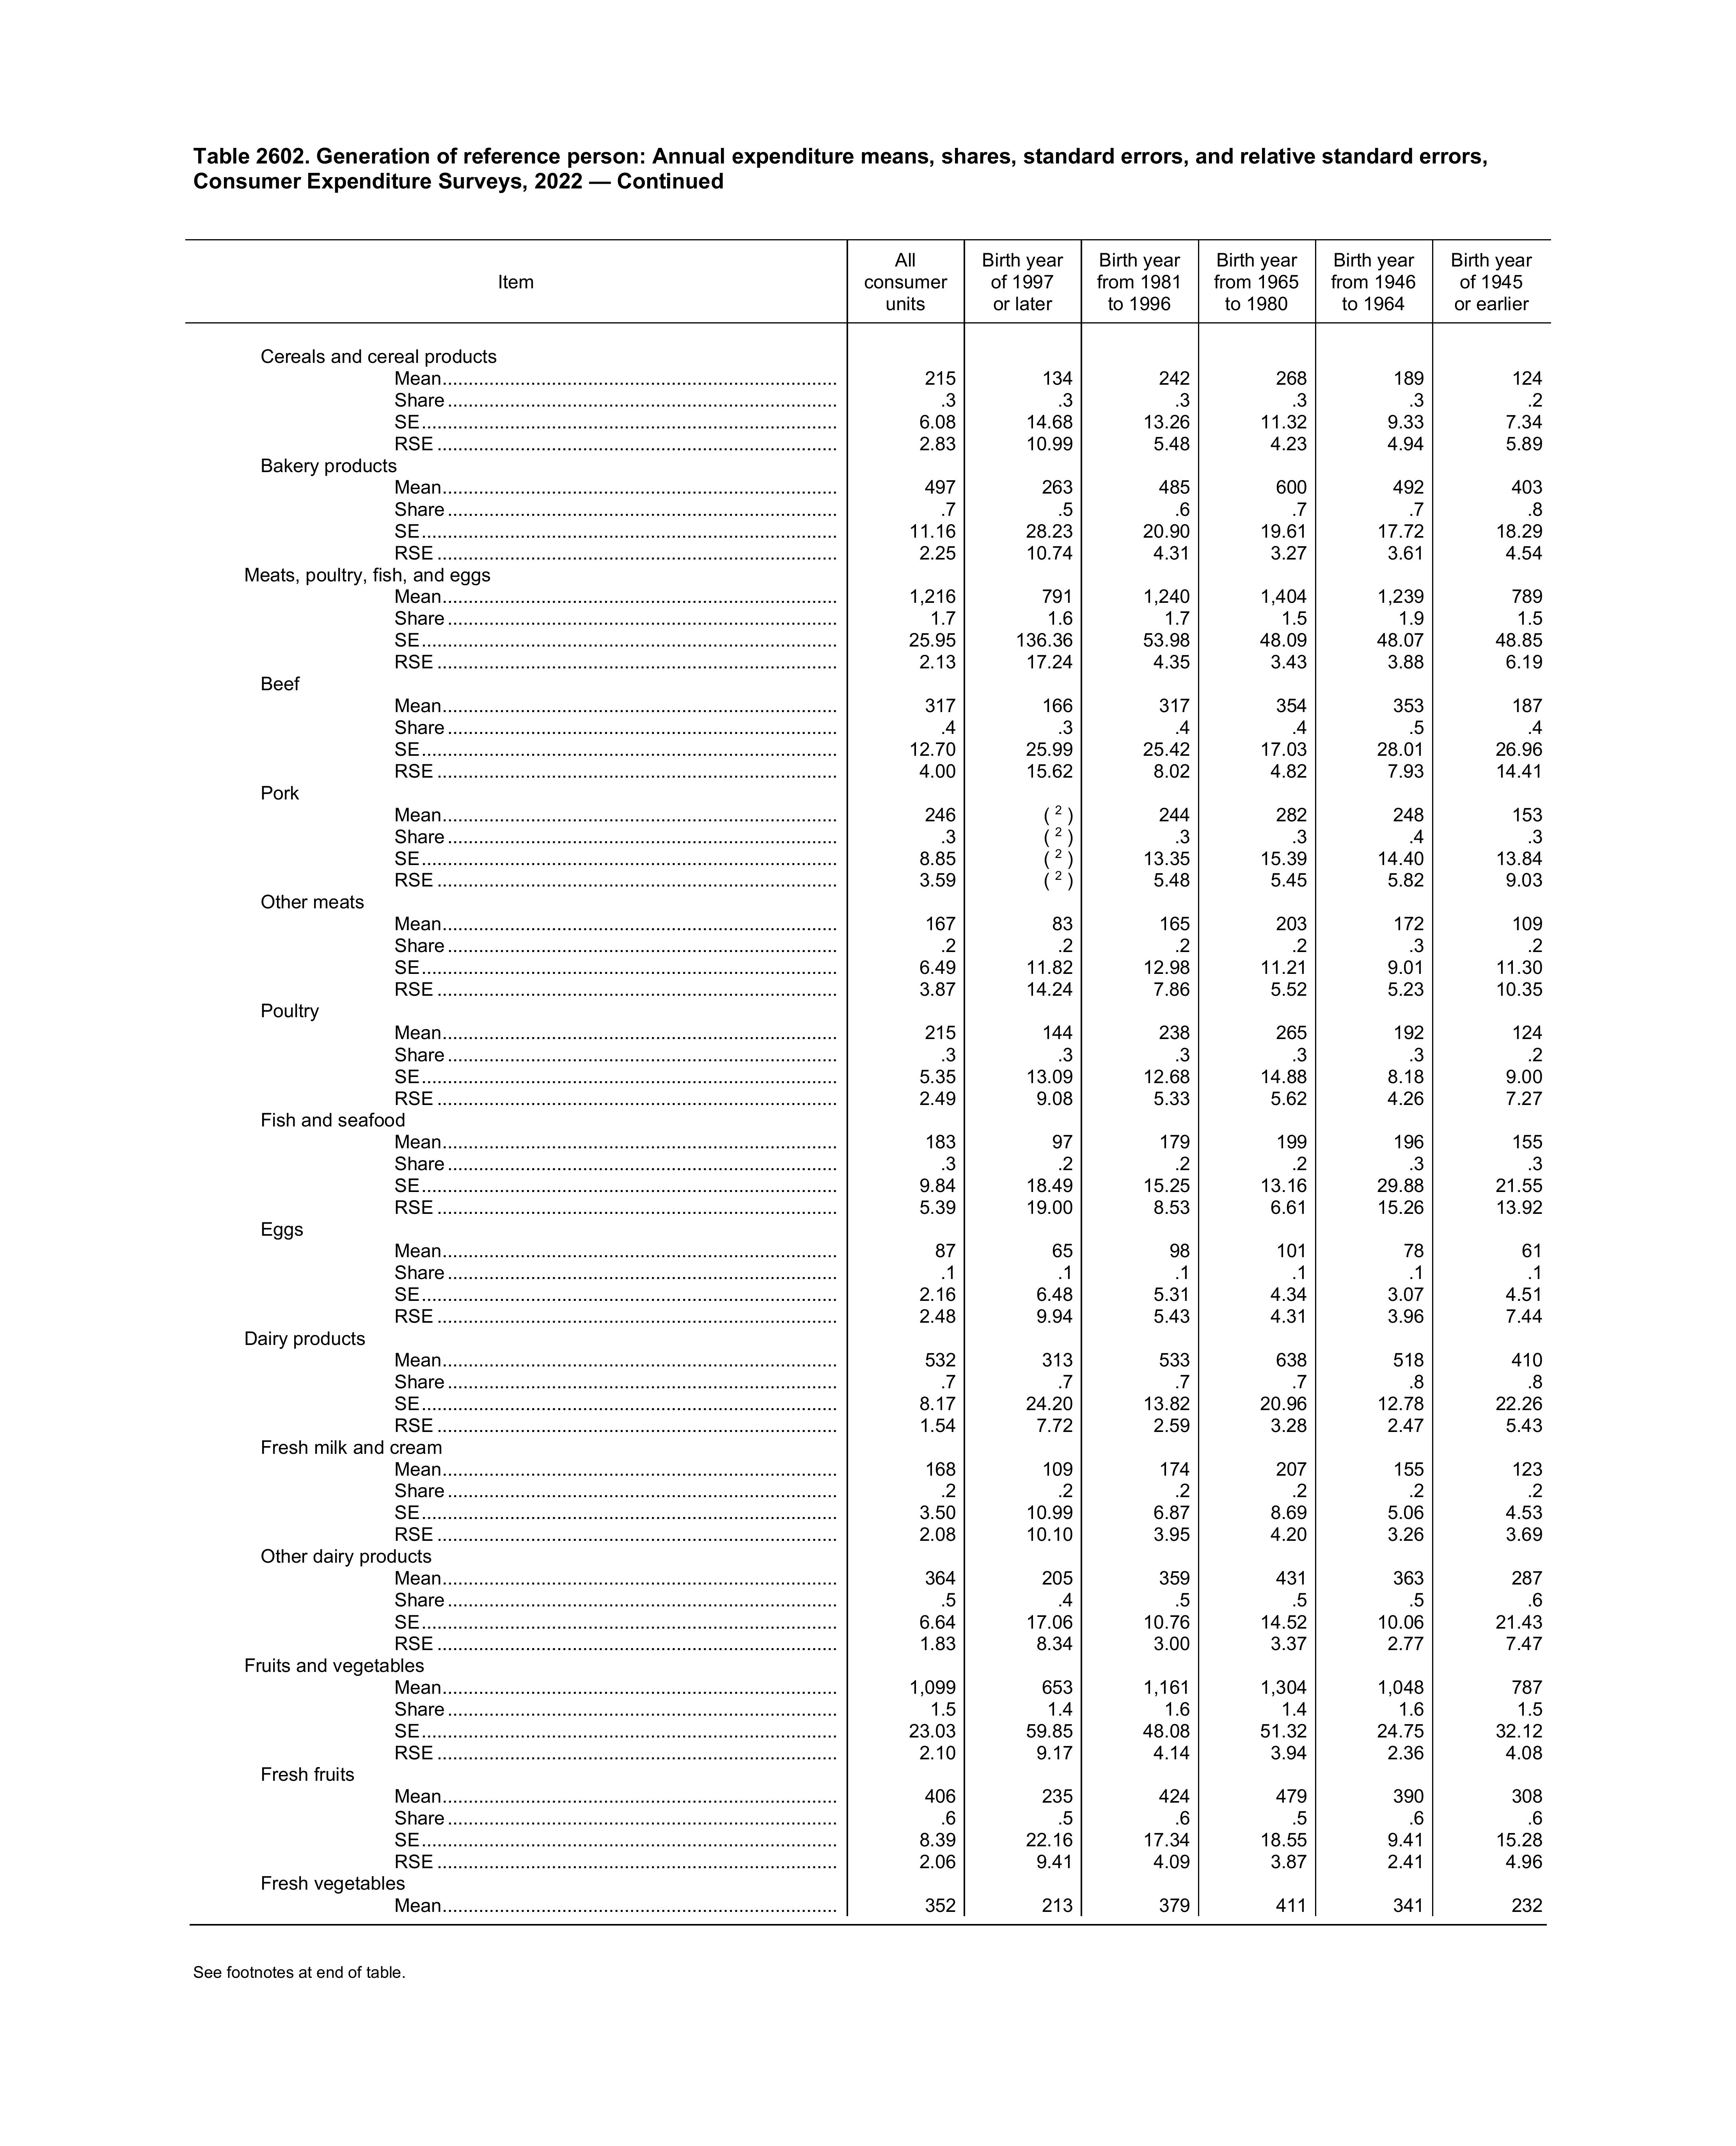 Table 2602. Generation of reference person: Annual expenditure means, shares, standard errors, and relative standard errors,
Consumer Expenditure Surveys, 2022 — Continued
Item
All consumer units
Birth year of 1997 or later
Birth year from 1981 to 1996
Birth year from 1965 to 1980
Birth year from 1946 to 1964
Birth year of 1945 or earlier
Cereals and cereal products
Mean 215 134 242 268 189 124
Share .3 .3 .3 .3 .3 .2
SE 6.08 14.68 13.26 11.32 9.33 7.34
RSE 2.83 10.99 5.48 4.23 4.94 5.89
Bakery products
Mean 497 263 485 600 492 403
Share .7 .5 .6 .7 .7 .8
SE 11.16 28.23 20.90 19.61 17.72 18.29
RSE 2.25 10.74 4.31 3.27 3.61 4.54
Meats, poultry, fish, and eggs
Mean 1,216 791 1,240 1,404 1,239 789
Share 1.7 1.6 1.7 1.5 1.9 1.5
SE 25.95 136.36 53.98 48.09 48.07 48.85
RSE 2.13 17.24 4.35 3.43 3.88 6.19
Beef
Mean 317 166 317 354 353 187
Share .4 .3 .4 .4 .5 .4
SE 12.70 25.99 25.42 17.03 28.01 26.96
RSE 4.00 15.62 8.02 4.82 7.93 14.41
Pork
Mean 246 ( 2 ) 244 282 248 153
Share .3 ( 2 ) .3 .3 .4 .3
SE 8.85 ( 2 ) 13.35 15.39 14.40 13.84
RSE 3.59 ( 2 ) 5.48 5.45 5.82 9.03
Other meats
Mean 167 83 165 203 172 109
Share .2 .2 .2 .2 .3 .2
SE 6.49 11.82 12.98 11.21 9.01 11.30
RSE 3.87 14.24 7.86 5.52 5.23 10.35
Poultry
Mean 215 144 238 265 192 124
Share .3 .3 .3 .3 .3 .2
SE 5.35 13.09 12.68 14.88 8.18 9.00
RSE 2.49 9.08 5.33 5.62 4.26 7.27
Fish and seafood
Mean 183 97 179 199 196 155
Share .3 .2 .2 .2 .3 .3
SE 9.84 18.49 15.25 13.16 29.88 21.55
RSE 5.39 19.00 8.53 6.61 15.26 13.92
Eggs
Mean 87 65 98 101 78 61
Share .1 .1 .1 .1 .1 .1
SE 2.16 6.48 5.31 4.34 3.07 4.51
RSE 2.48 9.94 5.43 4.31 3.96 7.44
Dairy products
Mean 532 313 533 638 518 410
Share .7 .7 .7 .7 .8 .8
SE 8.17 24.20 13.82 20.96 12.78 22.26
RSE 1.54 7.72 2.59 3.28 2.47 5.43
Fresh milk and cream
Mean 168 109 174 207 155 123
Share .2 .2 .2 .2 .2 .2
SE 3.50 10.99 6.87 8.69 5.06 4.53
RSE 2.08 10.10 3.95 4.20 3.26 3.69
Other dairy products
Mean 364 205 359 431 363 287
Share .5 .4 .5 .5 .5 .6
SE 6.64 17.06 10.76 14.52 10.06 21.43
RSE 1.83 8.34 3.00 3.37 2.77 7.47
Fruits and vegetables
Mean 1,099 653 1,161 1,304 1,048 787
Share 1.5 1.4 1.6 1.4 1.6 1.5
SE 23.03 59.85 48.08 51.32 24.75 32.12
RSE 2.10 9.17 4.14 3.94 2.36 4.08
Fresh fruits
Mean 406 235 424 479 390 308
Share .6 .5 .6 .5 .6 .6
SE 8.39 22.16 17.34 18.55 9.41 15.28
RSE 2.06 9.41 4.09 3.87 2.41 4.96
Fresh vegetables
Mean 352 213 379 411 341 232
See footnotes at end of table.